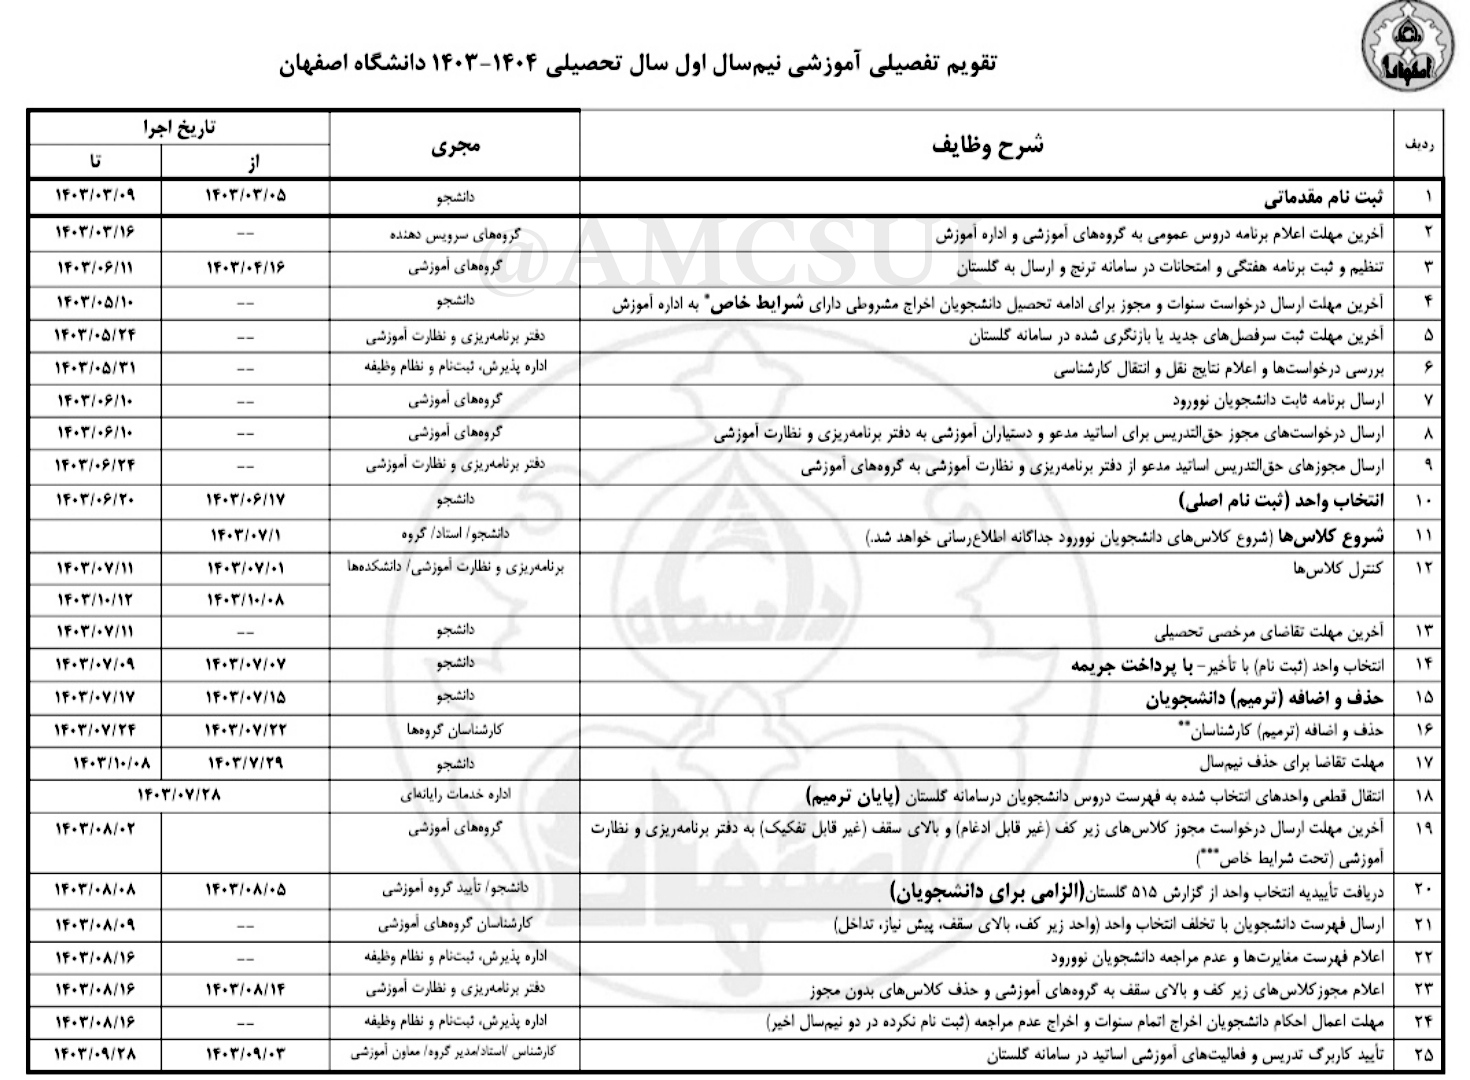 تقویم تفصیلی آموزشی نیم‌سال اول سال تحصیلی ۱۴۰۴-۱۴۰۳ دانشگاه اصفهان
ردیف شرح وظایف مجری تاریخ اجرا
از تا
۱ ثبت نام مقدماتی دانشجو ۱۴۰۳/۰۳/۰۵ ۱۴۰۳/۰۳/۰۹
۲ آخرین مهلت اعلام برنامه دروس عمومی به گروه‌های آموزشی و اداره آموزش گروه‌های سرویس دهنده -- ۱۴۰۳/۰۳/۱۶
@AMCSUI
۳ تنظیم و ثبت برنامه هفتگی و امتحانات در سامانه ترنج و ارسال به گلستان گروه‌های آموزشی ۱۴۰۳/۰۴/۱۶ ۱۴۰۳/۰۶/۱۱
۴ آخرین مهلت ارسال درخواست سنوات و مجوز برای ادامه تحصیل دانشجویان اخراج مشروطی دارای شرایط خاص* به اداره آموزش دانشجو -- ۱۴۰۳/۰۵/۱۰
۵ آخرین مهلت ثبت سرفصل‌های جدید یا بازنگری شده در سامانه گلستان دفتر برنامه‌ریزی و نظارت آموزشی -- ۱۴۰۳/۰۵/۲۴
۶ بررسی درخواست‌ها و اعلام نتایج نقل و انتقال کارشناسی اداره پذیرش، ثبت‌نام و نظام وظیفه -- ۱۴۰۳/۰۵/۳۱
۷ ارسال برنامه ثابت دانشجویان نوورود گروه‌های آموزشی -- ۱۴۰۳/۰۶/۱۰
۸ ارسال درخواست‌های مجوز حق‌التدریس برای اساتید مدعو و دستیاران آموزشی به دفتر برنامه‌ریزی و نظارت آموزشی گروه‌های آموزشی -- ۱۴۰۳/۰۶/۱۰
۹ ارسال مجوزهای حق‌التدریس اساتید مدعو از دفتر برنامه‌ریزی و نظارت آموزشی به گروه‌های آموزشی دفتر برنامه‌ریزی و نظارت آموزشی -- ۱۴۰۳/۰۶/۲۴
۱۰ انتخاب واحد (ثبت نام اصلی) دانشجو ۱۴۰۳/۰۶/۱۷ ۱۴۰۳/۰۶/۲۰
۱۱ شروع کلاس‌ها (شروع کلاس‌های دانشجویان نوورود جداگانه اطلاع‌رسانی خواهد شد.) دانشجو/ استاد/ گروه ۱۴۰۳/۰۷/۱
۱۲ کنترل کلاس‌ها برنامه‌ریزی و نظارت آموزشی/ دانشکده‌ها ۱۴۰۳/۰۷/۰۱ ۱۴۰۳/۰۷/۱۱
۱۴۰۳/۱۰/۰۸ ۱۴۰۳/۱۰/۱۲
۱۳ آخرین مهلت تقاضای مرخصی تحصیلی دانشجو -- ۱۴۰۳/۰۷/۱۱
۱۴ انتخاب واحد (ثبت نام) با تأخیر- با پرداخت جریمه دانشجو ۱۴۰۳/۰۷/۰۷ ۱۴۰۳/۰۷/۰۹
۱۵ حذف و اضافه (ترمیم) دانشجویان دانشجو ۱۴۰۳/۰۷/۱۵ ۱۴۰۳/۰۷/۱۷
۱۶ حذف و اضافه (ترمیم) کارشناسان** کارشناسان گروه‌ها ۱۴۰۳/۰۷/۲۲ ۱۴۰۳/۰۷/۲۴
۱۷ مهلت تقاضا برای حذف نیم‌سال دانشجو ۱۴۰۳/۷/۲۹ ۱۴۰۳/۱۰/۰۸
۱۸ انتقال قطعی واحدهای انتخاب شده به فهرست دروس دانشجویان درسامانه گلستان (پایان ترمیم) اداره خدمات رایانه‌ای ۱۴۰۳/۰۷/۲۸
۱۹ آخرین مهلت ارسال درخواست مجوز کلاس‌های زیر کف (غیر قابل ادغام) و بالای سقف (غیر قابل تفکیک) به دفتر برنامه‌ریزی و نظارت گروه‌های آموزشی ۱۴۰۳/۰۸/۰۲
آموزشی (تحت شرایط خاص***)
۲۰ دریافت تأییدیه انتخاب واحد از گزارش ۵۱۵ گلستان(الزامی برای دانشجویان) دانشجو/ تأیید گروه آموزشی ۱۴۰۳/۰۸/۰۵ ۱۴۰۳/۰۸/۰۸
۲۱ ارسال فهرست دانشجویان با تخلف انتخاب واحد (واحد زیر کف، بالای سقف، پیش نیاز، تداخل) کارشناسان گروه‌های آموزشی -- ۱۴۰۳/۰۸/۰۹
۲۲ اعلام فهرست مغایرت‌ها و عدم مراجعه دانشجویان نوورود اداره پذیرش، ثبت‌نام و نظام وظیفه -- ۱۴۰۳/۰۸/۱۶
۲۳ اعلام مجوزکلاس‌های زیر کف و بالای سقف به گروه‌های آموزشی و حذف کلاس‌های بدون مجوز دفتر برنامه‌ریزی و نظارت آموزشی ۱۴۰۳/۰۸/۱۴ ۱۴۰۳/۰۸/۱۶
۲۴ مهلت اعمال احکام دانشجویان اخراج اتمام سنوات و اخراج عدم مراجعه (ثبت نام نکرده در دو نیم‌سال اخیر) اداره پذیرش، ثبت‌نام و نظام وظیفه -- ۱۴۰۳/۰۸/۱۶
۲۵ تأیید کاربرگ تدریس و فعالیت‌های آموزشی اساتید در سامانه گلستان کارشناس /استاد/مدیر گروه/ معاون آموزشی ۱۴۰۳/۰۹/۰۳ ۱۴۰۳/۰۹/۲۸